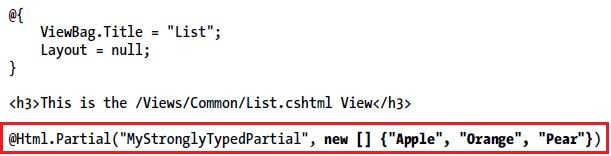 @{
    ViewBag.Title = "List";
    Layout = null;
}
<h3>This is the /Views/Common/List.cshtml View</h3>
@Html.Partial("MyStronglyTypedPartial", new [] {"Apple", "Orange", "Pear"})